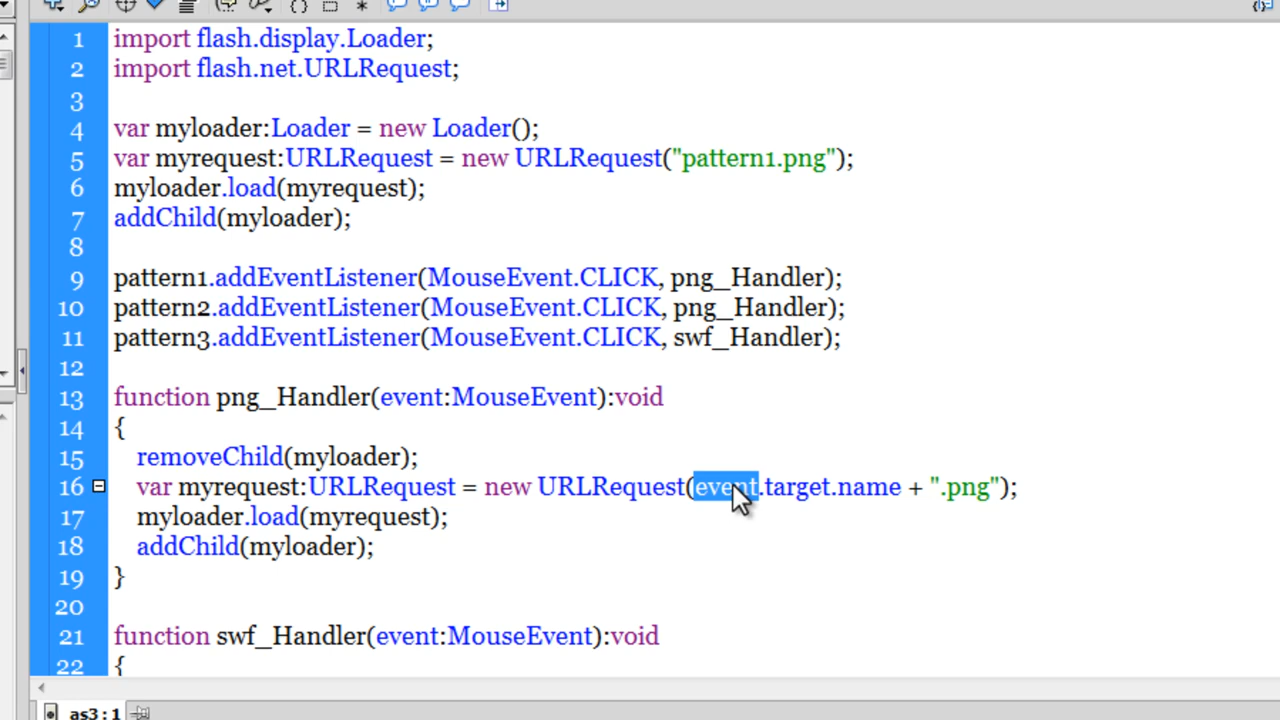 1 import flash.display.Loader;
2 import flash.net.URLRequest;
3
4 var myloader:Loader = new Loader();
5 var myrequest:URLRequest = new URLRequest("pattern1.png");
6 myloader.load(myrequest);
7 addChild(myloader);
8
9 pattern1.addEventListener(MouseEvent.CLICK, png_Handler);
10 pattern2.addEventListener(MouseEvent.CLICK, png_Handler);
11 pattern3.addEventListener(MouseEvent.CLICK, swf_Handler);
12
13 function png_Handler(event:MouseEvent):void
14 {
15 removeChild(myloader);
16 var myrequest:URLRequest = new URLRequest(event.target.name + ".png");
17 myloader.load(myrequest);
18 addChild(myloader);
19 }
20
21 function swf_Handler(event:MouseEvent):void
22 {
as3:1